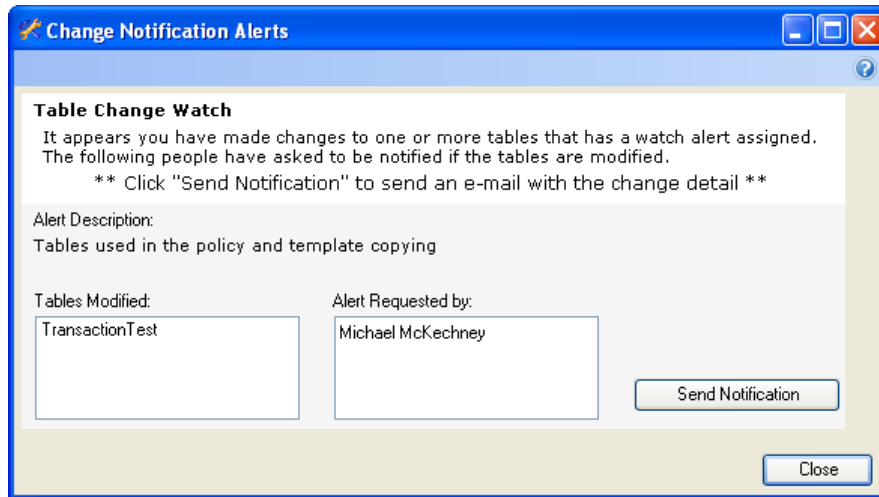 Change Notification Alerts
Table Change Watch
It appears you have made changes to one or more tables that has a watch alert assigned.
The following people have asked to be notified if the tables are modified.
** Click "Send Notification" to send an e-mail with the change detail **
Alert Description:
Tables used in the policy and template copying
Tables Modified:
Alert Requested by:
TransactionTest
Michael McKechney
Send Notification
Close